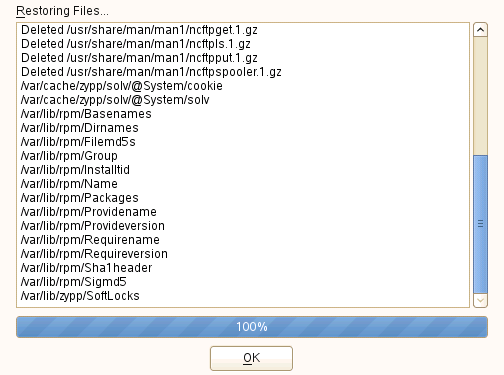 Restoring Files...
Deleted /usr/share/man/man1/ncftpget.1.gz
Deleted /usr/share/man/man1/ncftpls.1.gz
Deleted /usr/share/man/man1/ncftpput.1.gz
Deleted /usr/share/man/man1/ncftpspooler.1.gz
/var/cache/zypp/solv/@System/cookie
/var/cache/zypp/solv/@System/solv
/var/lib/rpm/Basenames
/var/lib/rpm/Dirnames
/var/lib/rpm/Filemd5s
/var/lib/rpm/Group
/var/lib/rpm/Installtid
/var/lib/rpm/Name
/var/lib/rpm/Packages
/var/lib/rpm/Providename
/var/lib/rpm/Provideversion
/var/lib/rpm/Requirename
/var/lib/rpm/Requireversion
/var/lib/rpm/Sha1header
/var/lib/rpm/Sigmd5
/var/lib/zypp/SoftLocks
100%
OK